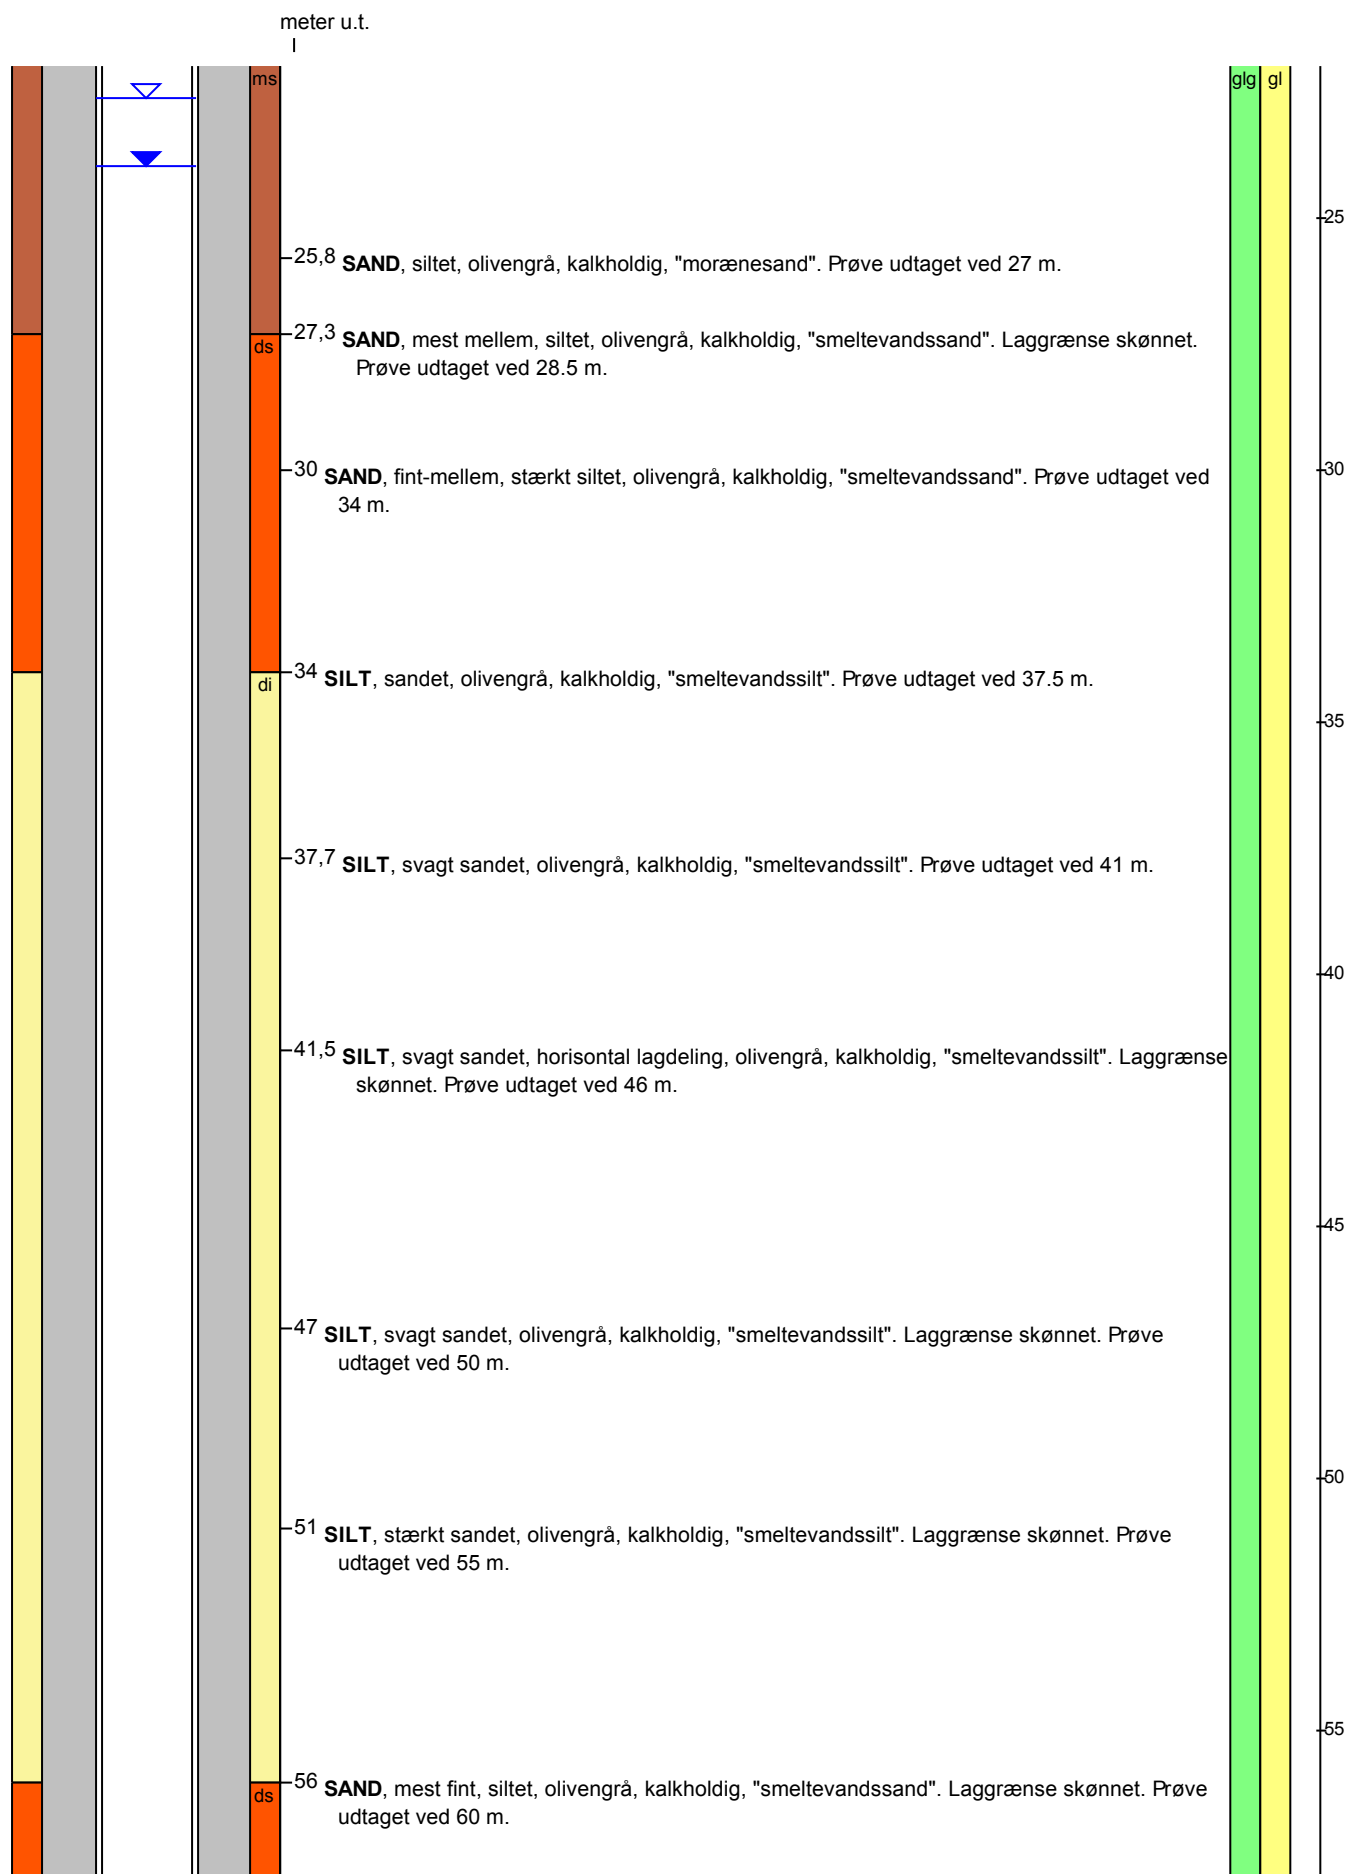 meter u.t.
ms
glg gl
25
25,8 SAND, siltet, olivengrå, kalkholdig, "morænesand". Prøve udtaget ved 27 m.
27,3 SAND, mest mellem, siltet, olivengrå, kalkholdig, "smeltevandssand". Laggrænse skønnet.
ds
Prøve udtaget ved 28.5 m.
30 SAND, fint-mellem, stærkt siltet, olivengrå, kalkholdig, "smeltevandssand". Prøve udtaget ved
30
34 m.
34 SILT, sandet, olivengrå, kalkholdig, "smeltevandssilt". Prøve udtaget ved 37.5 m.
di
35
37,7 SILT, svagt sandet, olivengrå, kalkholdig, "smeltevandssilt". Prøve udtaget ved 41 m.
40
41,5 SILT, svagt sandet, horisontal lagdeling, olivengrå, kalkholdig, "smeltevandssilt". Laggrænse
skønnet. Prøve udtaget ved 46 m.
45
47 SILT, svagt sandet, olivengrå, kalkholdig, "smeltevandssilt". Laggrænse skønnet. Prøve
udtaget ved 50 m.
50
51 SILT, stærkt sandet, olivengrå, kalkholdig, "smeltevandssilt". Laggrænse skønnet. Prøve
udtaget ved 55 m.
55
56 SAND, mest fint, siltet, olivengrå, kalkholdig, "smeltevandssand". Laggrænse skønnet. Prøve
ds
udtaget ved 60 m.